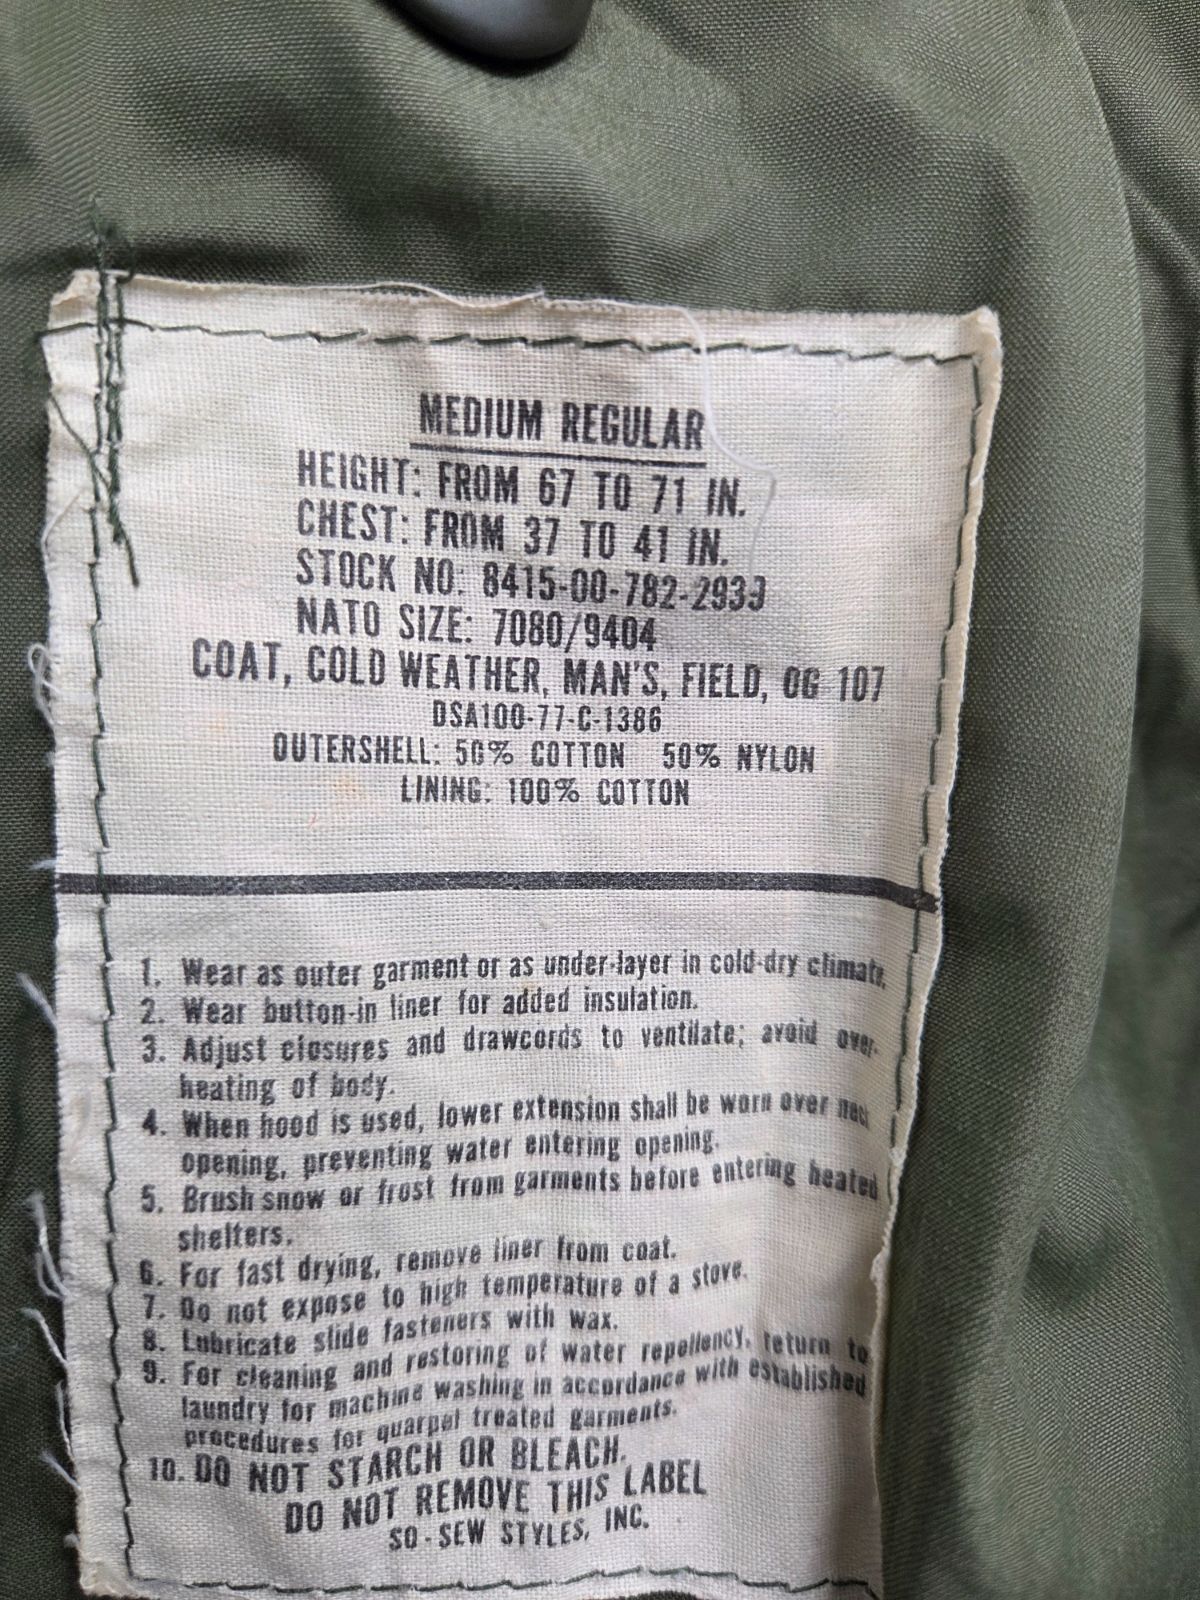 MEDIUM REGULAR
HEIGHT: FROM 67 TO 71 IN.
CHEST: FROM 37 TO 41 IN.
STOCK NO: 8415-00-782-2933
NATO SIZE: 7080/9404
COAT, COLD WEATHER, MAN'S, FIELD, OG 107
DSA100-77-C-1386
OUTERSHELL: 50% COTTON 50% NYLON
LINING: 100% COTTON
1. Wear as outer garment or as under-layer in cold-dry climate.
2. Wear button-in liner for added insulation.
3. Adjust closures and drawcords to ventilate; avoid over-
heating of body.
4. When hood is used, lower extension shall be worn over neck
opening, preventing water entering opening.
5. Brush snow or frost from garments before entering heated
shelters.
6. For fast drying, remove liner from coat.
7. Do not expose to high temperature of a stove.
8. Lubricate slide fasteners with wax.
9. For cleaning and restoring of water repellency, return to
laundry for machine washing in accordance with established
procedures for quarpel treated garments.
10. DO NOT STARCH OR BLEACH.
DO NOT REMOVE THIS LABEL
SO-SEW STYLES, INC.